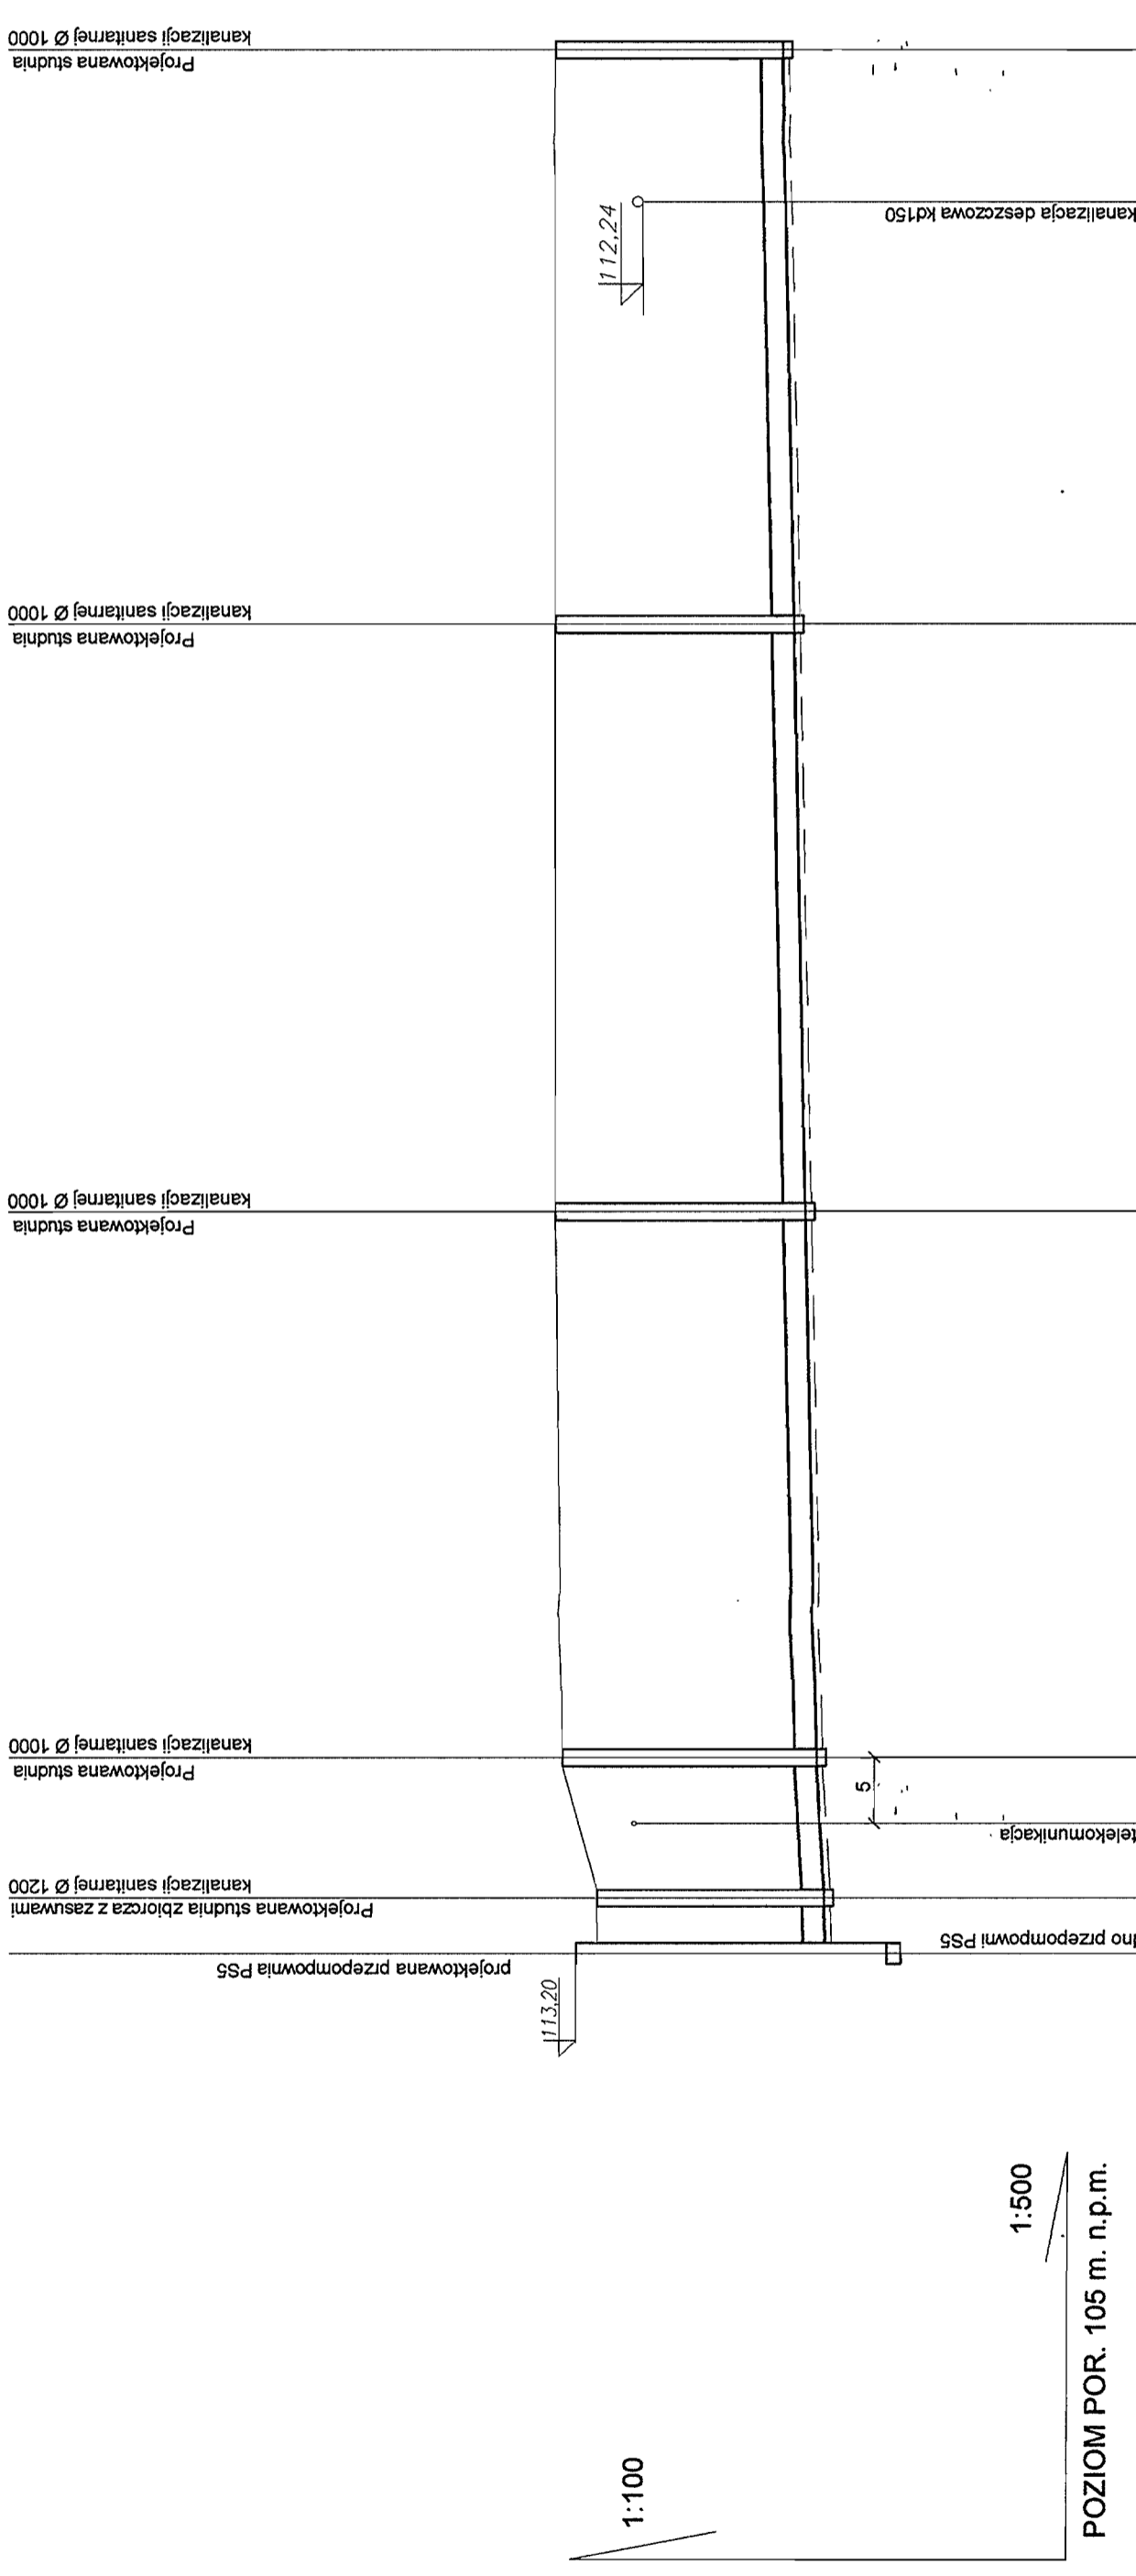 Projektowana studnia
kanalizacji sanitarnej Ø 1000
112,24
kanalizacja deszczowa kd150
Projektowana studnia
kanalizacji sanitarnej Ø 1000
Projektowana studnia
kanalizacji sanitarnej Ø 1000
Projektowana studnia
kanalizacji sanitarnej Ø 1000
5
telekomunikacja
Projektowana studnia zbiorcza z zasuwami
kanalizacji sanitarnej Ø 1200
projektowana przepompownia PS5
dno przepompowni PS5
113,20
1:500
1:100
POZIOM POR. 105 m. n.p.m.